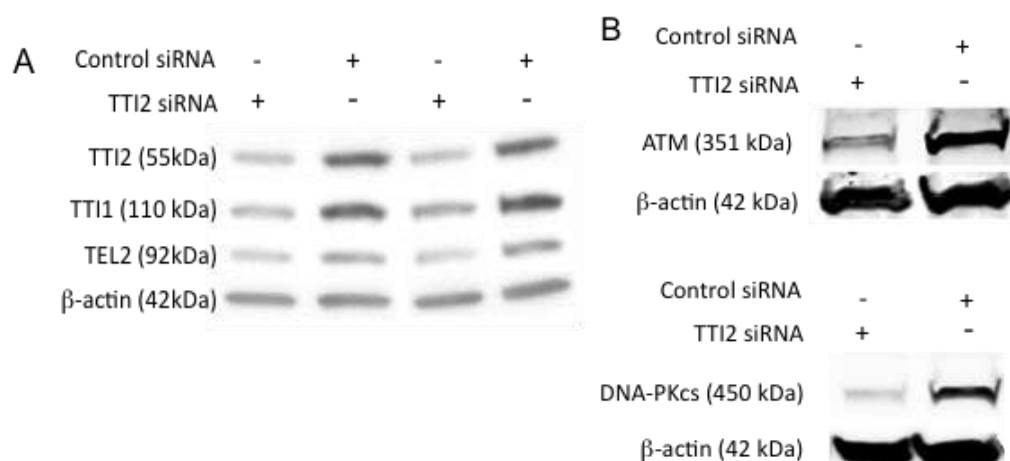 A
Control siRNA - + - +
TTI2 siRNA + - + -
TTI2 (55kDa)
TTI1 (110 kDa)
TEL2 (92kDa)
β-actin (42kDa)
B
Control siRNA - +
TTI2 siRNA + -
ATM (351 kDa)
β-actin (42 kDa)
Control siRNA - +
TTI2 siRNA + -
DNA-PKcs (450 kDa)
β-actin (42 kDa)